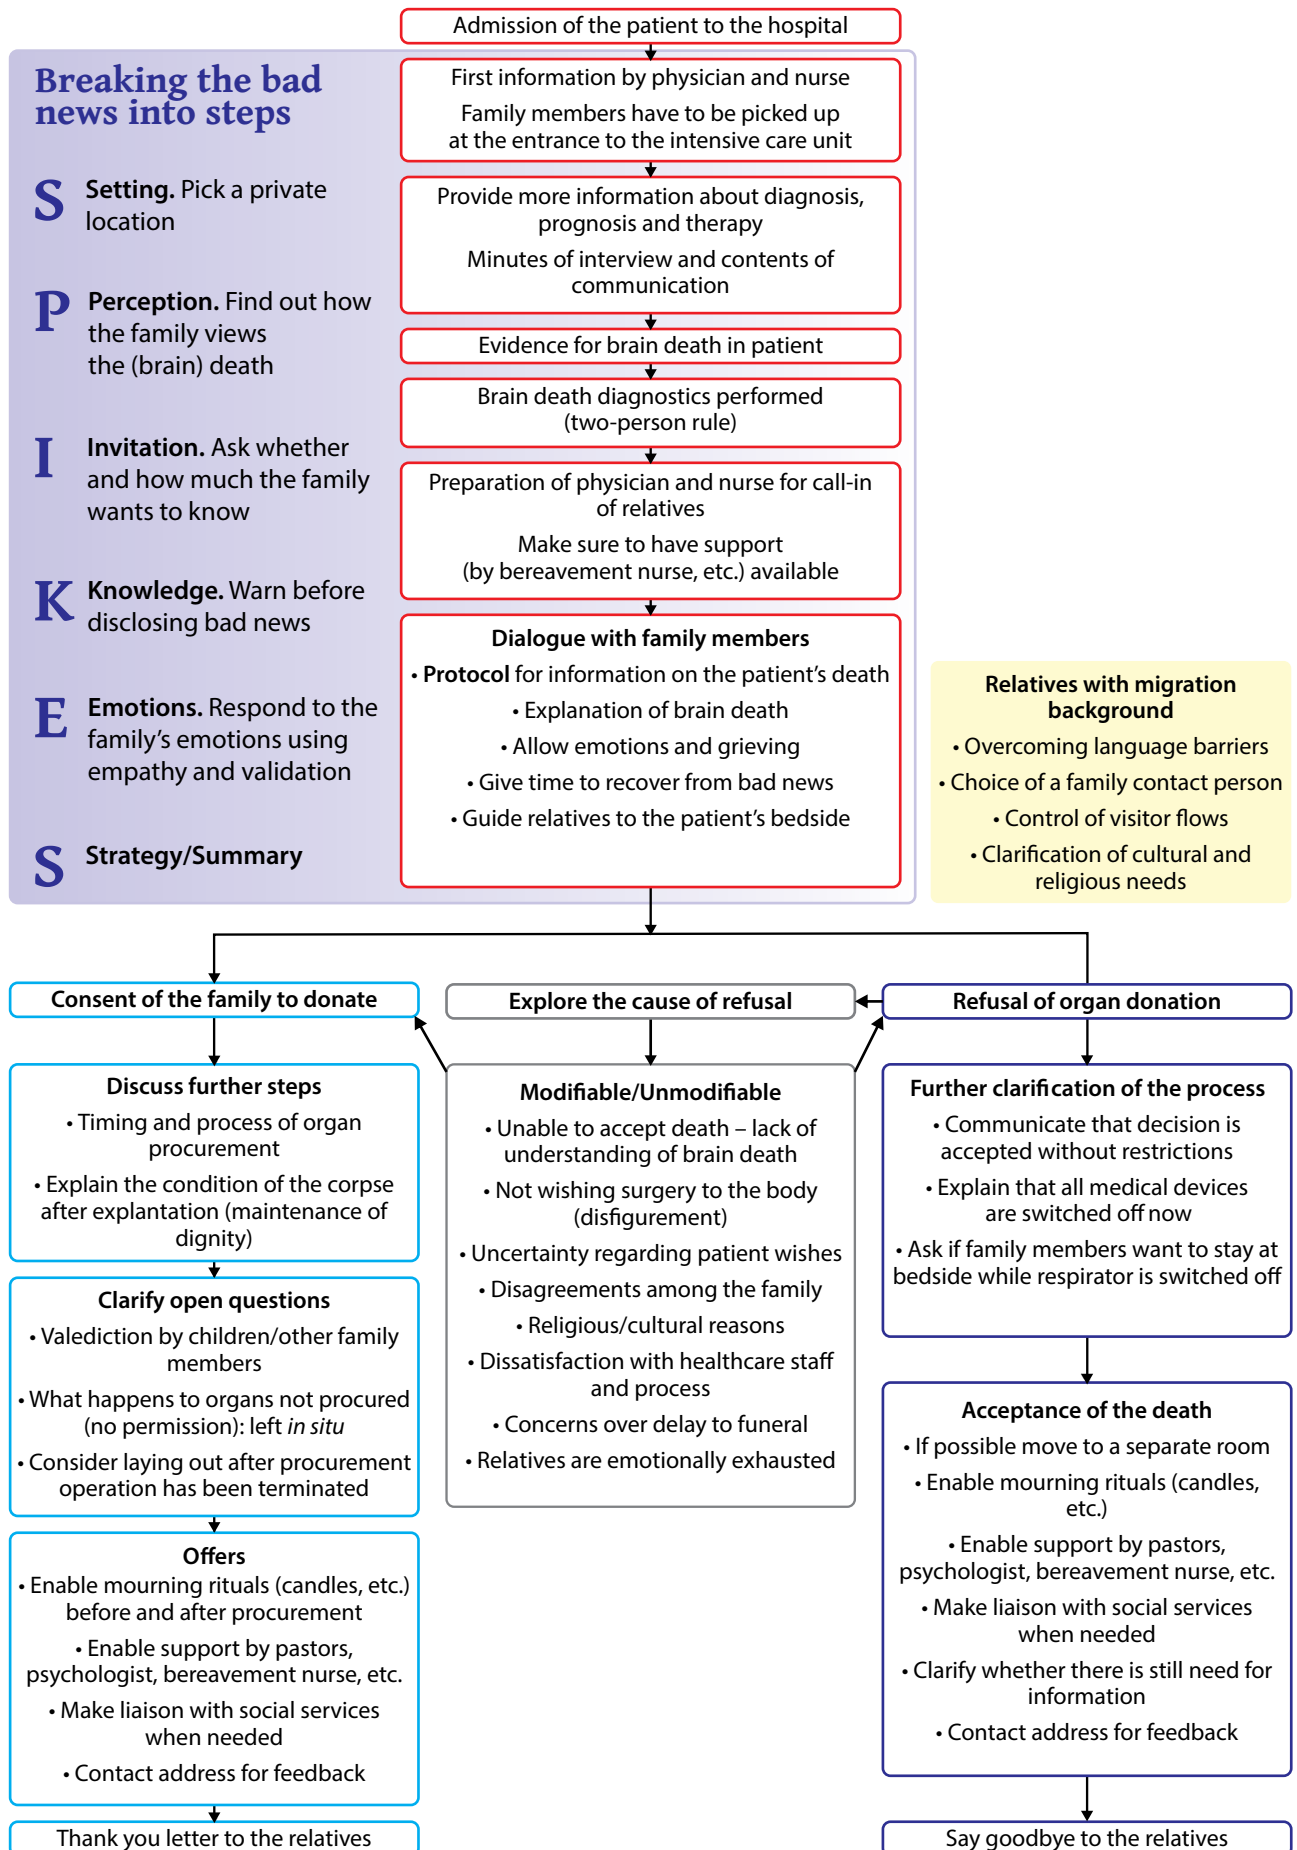 Admission of the patient to the hospital
Breaking the bad
news into steps
S
Setting. Pick a private
location
P
Perception. Find out how
the family views
the (brain) death
I
Invitation. Ask whether
and how much the family
wants to know
K
Knowledge. Warn before
disclosing bad news
E
Emotions. Respond to the
family’s emotions using
empathy and validation
S
Strategy/Summary
First information by physician and nurse
Family members have to be picked up
at the entrance to the intensive care unit
Provide more information about diagnosis,
prognosis and therapy
Minutes of interview and contents of
communication
Evidence for brain death in patient
Brain death diagnostics performed
(two-person rule)
Preparation of physician and nurse for call-in
of relatives
Make sure to have support
(by bereavement nurse, etc.) available
Dialogue with family members
• Protocol for information on the patient’s death
• Explanation of brain death
• Allow emotions and grieving
• Give time to recover from bad news
• Guide relatives to the patient’s bedside
Relatives with migration
background
• Overcoming language barriers
• Choice of a family contact person
• Control of visitor flows
• Clarification of cultural and
religious needs
Consent of the family to donate
Discuss further steps
• Timing and process of organ
procurement
• Explain the condition of the corpse
after explantation (maintenance of
dignity)
Clarify open questions
• Valediction by children/other family
members
• What happens to organs not procured
(no permission): left in situ
• Consider laying out after procurement
operation has been terminated
Offers
• Enable mourning rituals (candles, etc.)
before and after procurement
• Enable support by pastors,
psychologist, bereavement nurse, etc.
• Make liaison with social services
when needed
• Contact address for feedback
Thank you letter to the relatives
Explore the cause of refusal
Modifiable/Unmodifiable
• Unable to accept death – lack of
understanding of brain death
• Not wishing surgery to the body
(disfigurement)
• Uncertainty regarding patient wishes
• Disagreements among the family
• Religious/cultural reasons
• Dissatisfaction with healthcare staff
and process
• Concerns over delay to funeral
• Relatives are emotionally exhausted
Refusal of organ donation
Further clarification of the process
• Communicate that decision is
accepted without restrictions
• Explain that all medical devices
are switched off now
• Ask if family members want to stay at
bedside while respirator is switched off
Acceptance of the death
• If possible move to a separate room
• Enable mourning rituals (candles,
etc.)
• Enable support by pastors,
psychologist, bereavement nurse, etc.
• Make liaison with social services
when needed
• Clarify whether there is still need for
information
• Contact address for feedback
Say goodbye to the relatives